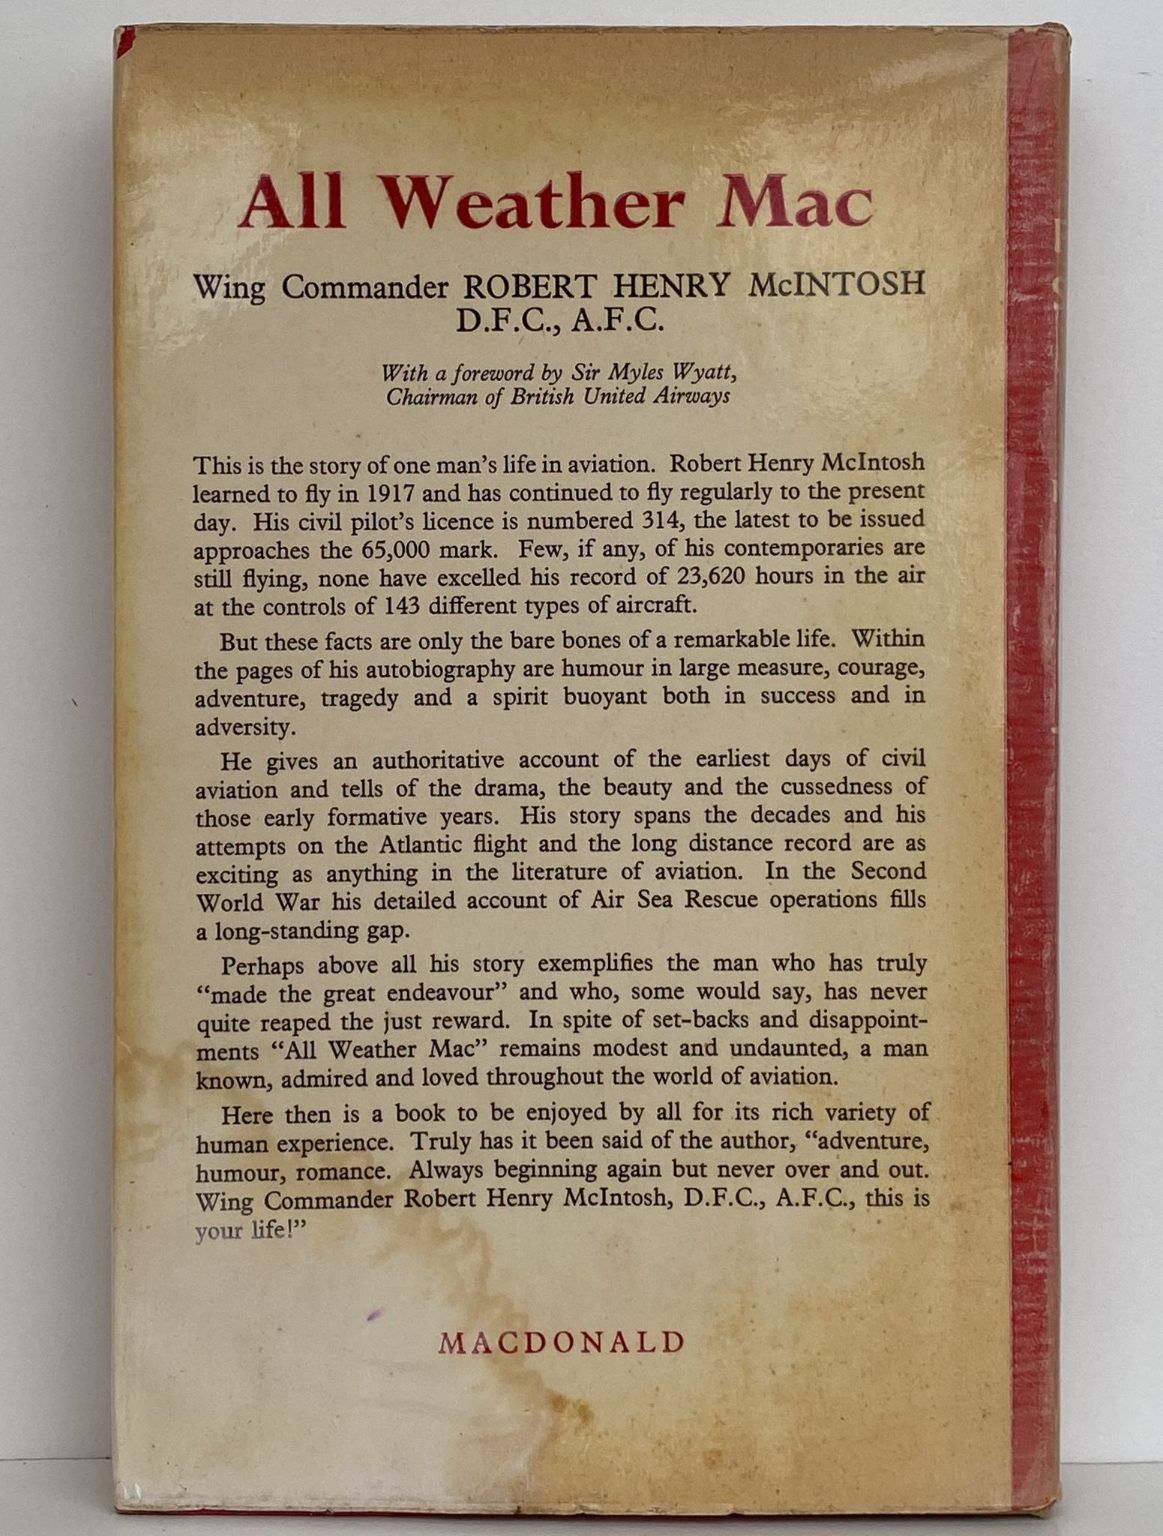 All Weather Mac
Wing Commander ROBERT HENRY McINTOSH
D.F.C., A.F.C.
With a foreword by Sir Myles Wyatt,
Chairman of British United Airways
This is the story of one man's life in aviation. Robert Henry McIntosh
learned to fly in 1917 and has continued to fly regularly to the present
day. His civil pilot's licence is numbered 314, the latest to be issued
approaches the 65,000 mark. Few, if any, of his contemporaries are
still flying, none have excelled his record of 23,620 hours in the air
at the controls of 143 different types of aircraft.
But these facts are only the bare bones of a remarkable life. Within
the pages of his autobiography are humour in large measure, courage,
adventure, tragedy and a spirit buoyant both in success and in
adversity.
He gives an authoritative account of the earliest days of civil
aviation and tells of the drama, the beauty and the cussedness of
those early formative years. His story spans the decades and his
attempts on the Atlantic flight and the long distance record are as
exciting as anything in the literature of aviation. In the Second
World War his detailed account of Air Sea Rescue operations fills
a long-standing gap.
Perhaps above all his story exemplifies the man who has truly
"made the great endeavour" and who, some would say, has never
quite reaped the just reward. In spite of set-backs and disappoint-
ments "All Weather Mac" remains modest and undaunted, a man
known, admired and loved throughout the world of aviation.
Here then is a book to be enjoyed by all for its rich variety of
human experience. Truly has it been said of the author, "adventure,
humour, romance. Always beginning again but never over and out.
Wing Commander Robert Henry McIntosh, D.F.C., A.F.C., this is
your life!"
MACDONALD